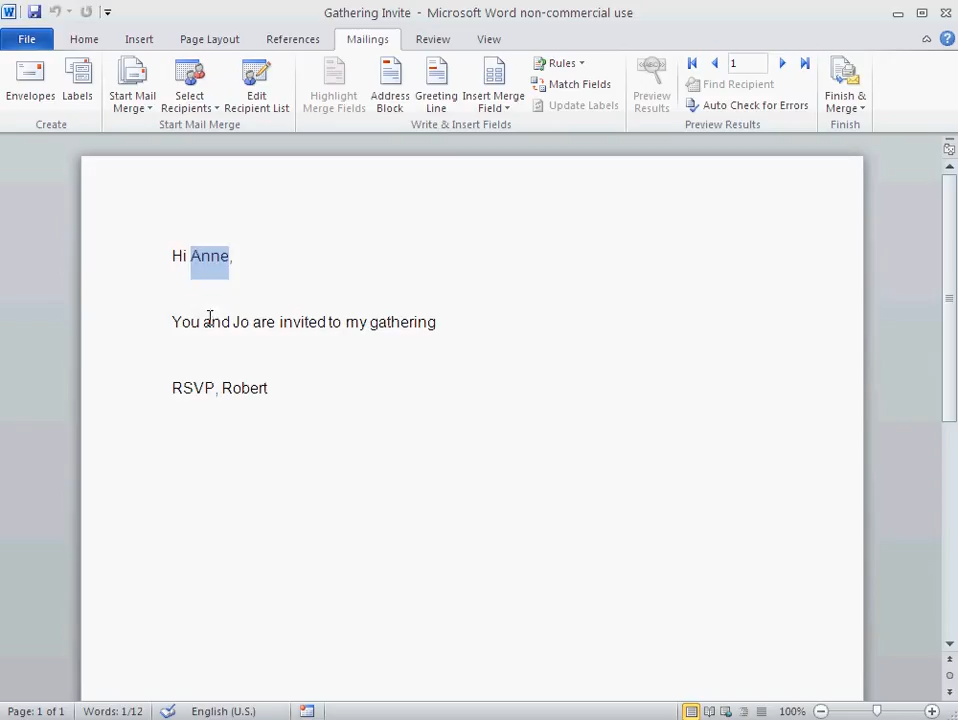 Gathering Invite - Microsoft Word non-commercial use
File Home Insert Page Layout References Mailings Review View
Envelopes
Labels
Create
Start Mail
Merge
Select
Recipients
Edit
Recipient List
Start Mail Merge
Highlight
Merge Fields
Address
Block
Greeting
Line
Insert Merge
Field
Rules
Match Fields
Update Labels
Write & Insert Fields
ABC
Preview
Results
1
Find Recipient
Auto Check for Errors
Preview Results
Finish &
Merge
Finish
Hi Anne,
You and Jo are invited to my gathering
RSVP, Robert
Page: 1 of 1 Words: 1/12 English (U.S.) 100%